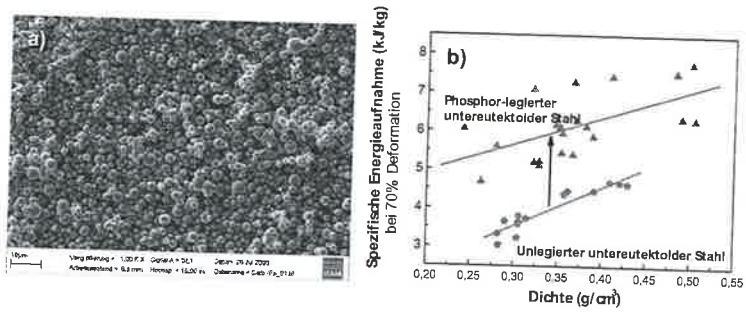 a)
10µm
b)
Spezifische Energieaufnahme (kJ/kg)
bei 70% Deformation
8
7
6
5
4
3
Phosphor-legierter
untereutektoider Stahl
Unlegierter untereutektoider Stahl
0,20 0,25 0,30 0,35 0,40 0,45 0,50 0,55
Dichte (g/cm³)